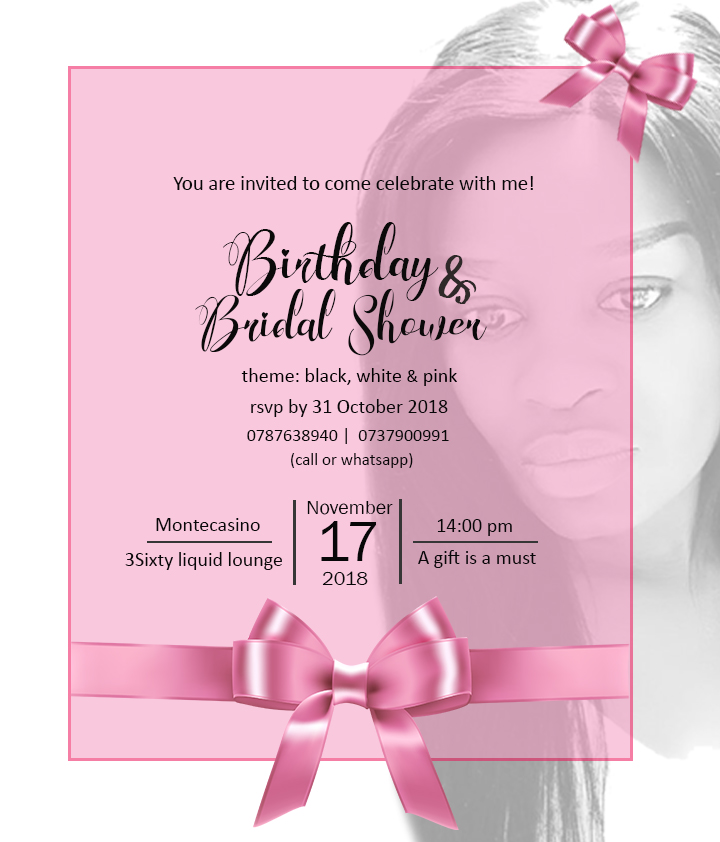 You are invited to come celebrate with me!
Birthday &
Bridal Shower
theme: black, white & pink
rsvp by 31 October 2018
0787638940 | 0737900991
(call or whatsapp)
Montecasino
3Sixty liquid lounge
November
17
2018
14:00 pm
A gift is a must